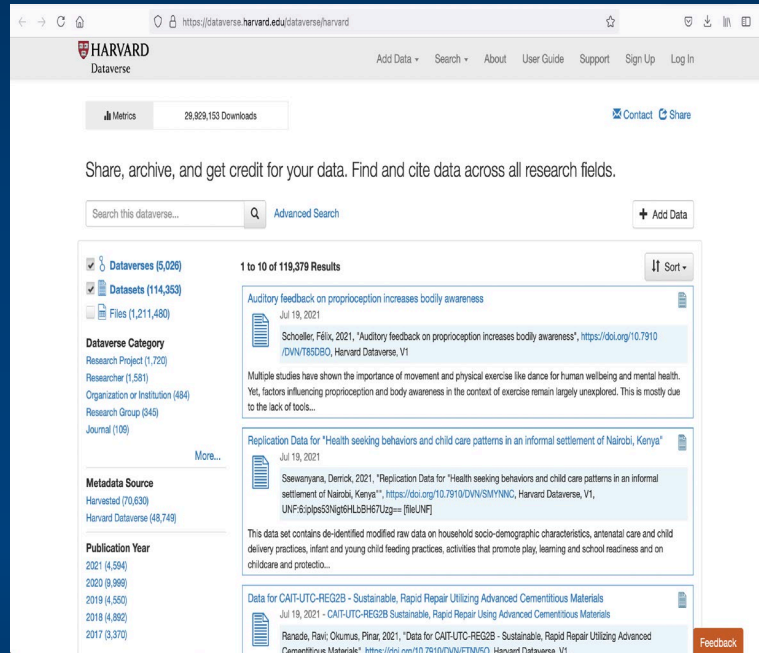 https://dataverse.harvard.edu/dataverse/harvard
HARVARD
Dataverse
Add Data Search About User Guide Support Sign Up Log In
Metrics 29,929,153 Downloads
Contact Share
Share, archive, and get credit for your data. Find and cite data across all research fields.
Search this dataverse... Advanced Search
+ Add Data
Dataverses (5,026)
Datasets (114,353)
Files (1,211,480)
Dataverse Category
Research Project (1,720)
Researcher (1,581)
Organization or Institution (484)
Research Group (345)
Journal (109)
More...
Metadata Source
Harvested (70,630)
Harvard Dataverse (48,749)
Publication Year
2021 (4,594)
2020 (9,999)
2019 (4,550)
2018 (4,892)
2017 (3,370)
1 to 10 of 119,379 Results
Sort
Auditory feedback on proprioception increases bodily awareness
Jul 19, 2021
Schoeller, Félix, 2021, "Auditory feedback on proprioception increases bodily awareness", https://doi.org/10.7910
/DVN/T85DBO, Harvard Dataverse, V1
Multiple studies have shown the importance of movement and physical exercise like dance for human wellbeing and mental health.
Yet, factors influencing proprioception and body awareness in the context of exercise remain largely unexplored. This is mostly due
to the lack of tools...
Replication Data for "Health seeking behaviors and child care patterns in an informal settlement of Nairobi, Kenya"
Jul 19, 2021
Ssewanyana, Derrick, 2021, "Replication Data for "Health seeking behaviors and child care patterns in an informal
settlement of Nairobi, Kenya"", https://doi.org/10.7910/DVN/SMYNNC, Harvard Dataverse, V1,
UNF:6:iplps53Nigt6HLbBH67Uzg== [fileUNF]
This data set contains de-identified modified raw data on household socio-demographic characteristics, antenatal care and child
delivery practices, infant and young child feeding practices, activities that promote play, learning and school readiness and on
childcare and protectio...
Data for CAIT-UTC-REG2B - Sustainable, Rapid Repair Utilizing Advanced Cementitious Materials
Jul 19, 2021 - CAIT-UTC-REG2B Sustainable, Rapid Repair Using Advanced Cementitious Materials
Ranade, Ravi; Okumus, Pinar, 2021, "Data for CAIT-UTC-REG2B - Sustainable, Rapid Repair Utilizing Advanced
Cementitious Materials", https://doi.org/10.7910/DVN/FTNV5O, Harvard Dataverse, V1
Feedback